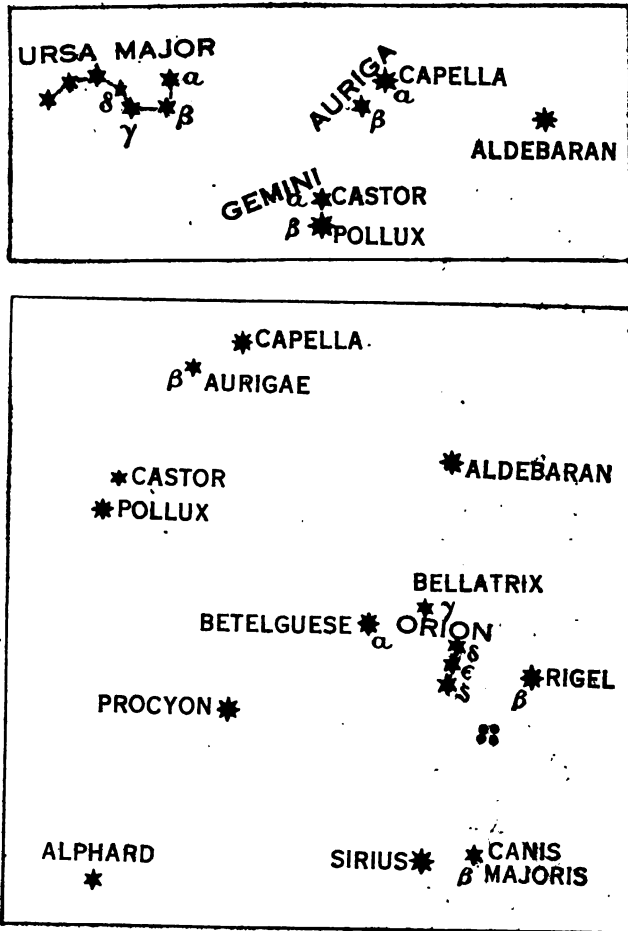 URSA MAJOR
α
δ
γ
β
AURIGA
CAPELLA
α
β
ALDEBARAN
GEMINI
α CASTOR
β POLLUX
CAPELLA
β AURIGAE
CASTOR
POLLUX
ALDEBARAN
BELLATRIX
γ
BETELGUESE
α
ORION
δ
ε
ζ
RIGEL
β
PROCYON
ALPHARD
SIRIUS
CANIS
β MAJORIS